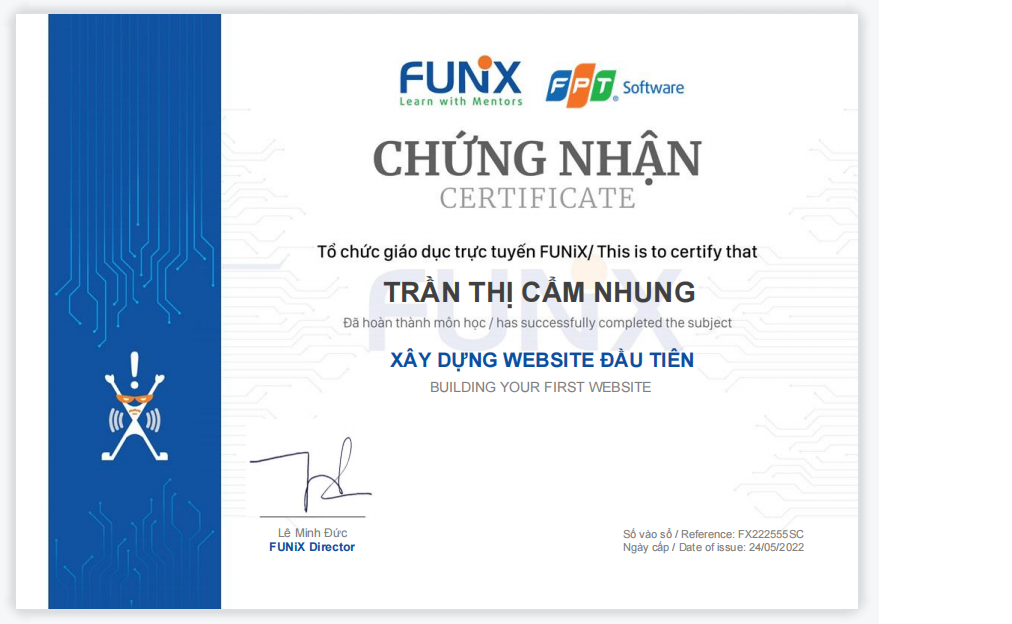 FUNiX
Learn with Mentors
FPT Software
CHỨNG NHẬN
CERTIFICATE
Tổ chức giáo dục trực tuyến FUNiX/ This is to certify that
FUNiX
TRẦN THỊ CẨM NHUNG
Đã hoàn thành môn học / has successfully completed the subject
XÂY DỰNG WEBSITE ĐẦU TIÊN
BUILDING YOUR FIRST WEBSITE
Lê Minh Đức
FUNiX Director
Số vào sổ / Reference: FX222555SC
Ngày cấp / Date of issue: 24/05/2022